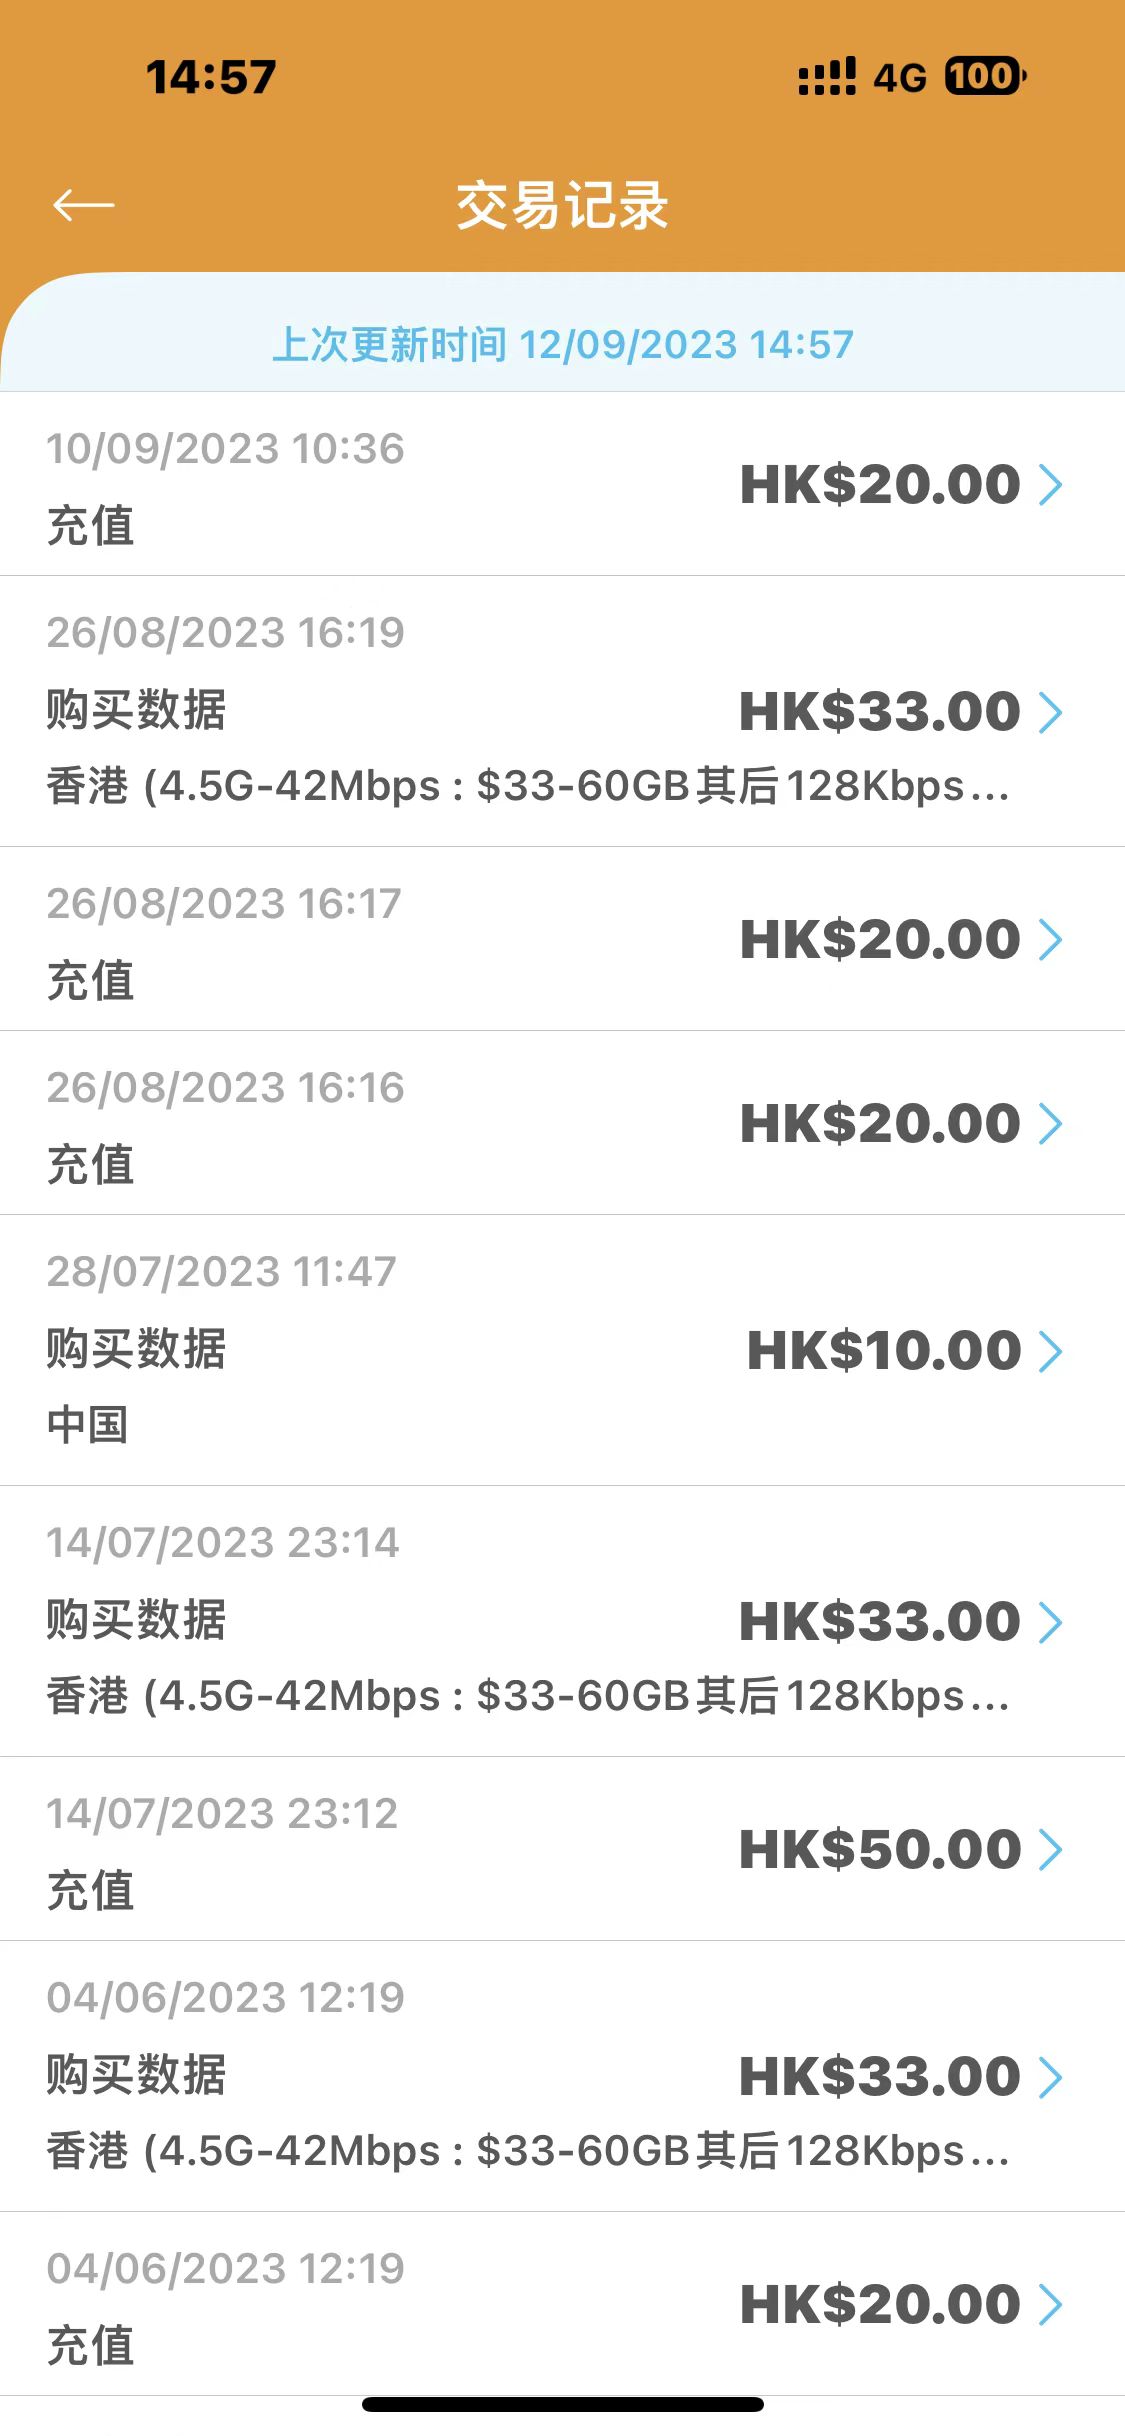 14:57
4G 100
交易记录
上次更新时间 12/09/2023 14:57
10/09/2023 10:36
HK$20.00
充值
26/08/2023 16:19
购买数据
HK$33.00
香港 (4.5G-42Mbps : $33-60GB其后128Kbps...
26/08/2023 16:17
HK$20.00
充值
26/08/2023 16:16
HK$20.00
充值
28/07/2023 11:47
购买数据
HK$10.00
中国
14/07/2023 23:14
购买数据
HK$33.00
香港 (4.5G-42Mbps : $33-60GB其后128Kbps...
14/07/2023 23:12
HK$50.00
充值
04/06/2023 12:19
购买数据
HK$33.00
香港 (4.5G-42Mbps : $33-60GB其后128Kbps...
04/06/2023 12:19
HK$20.00
充值